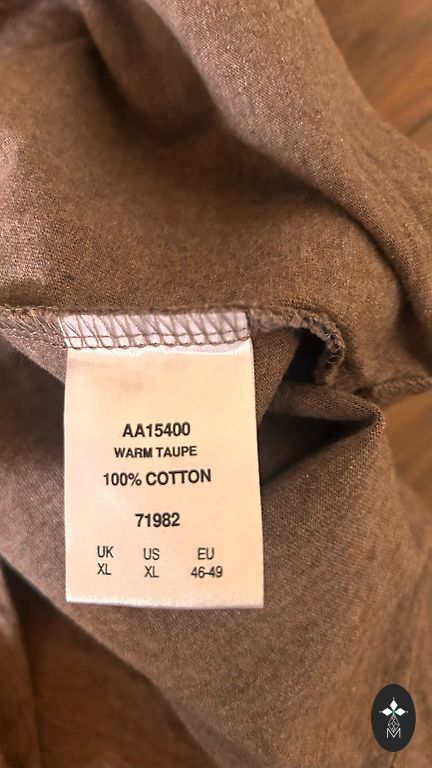 AA15400
WARM TAUPE
100% COTTON
71982
UK US EU
XL XL 46-49
M